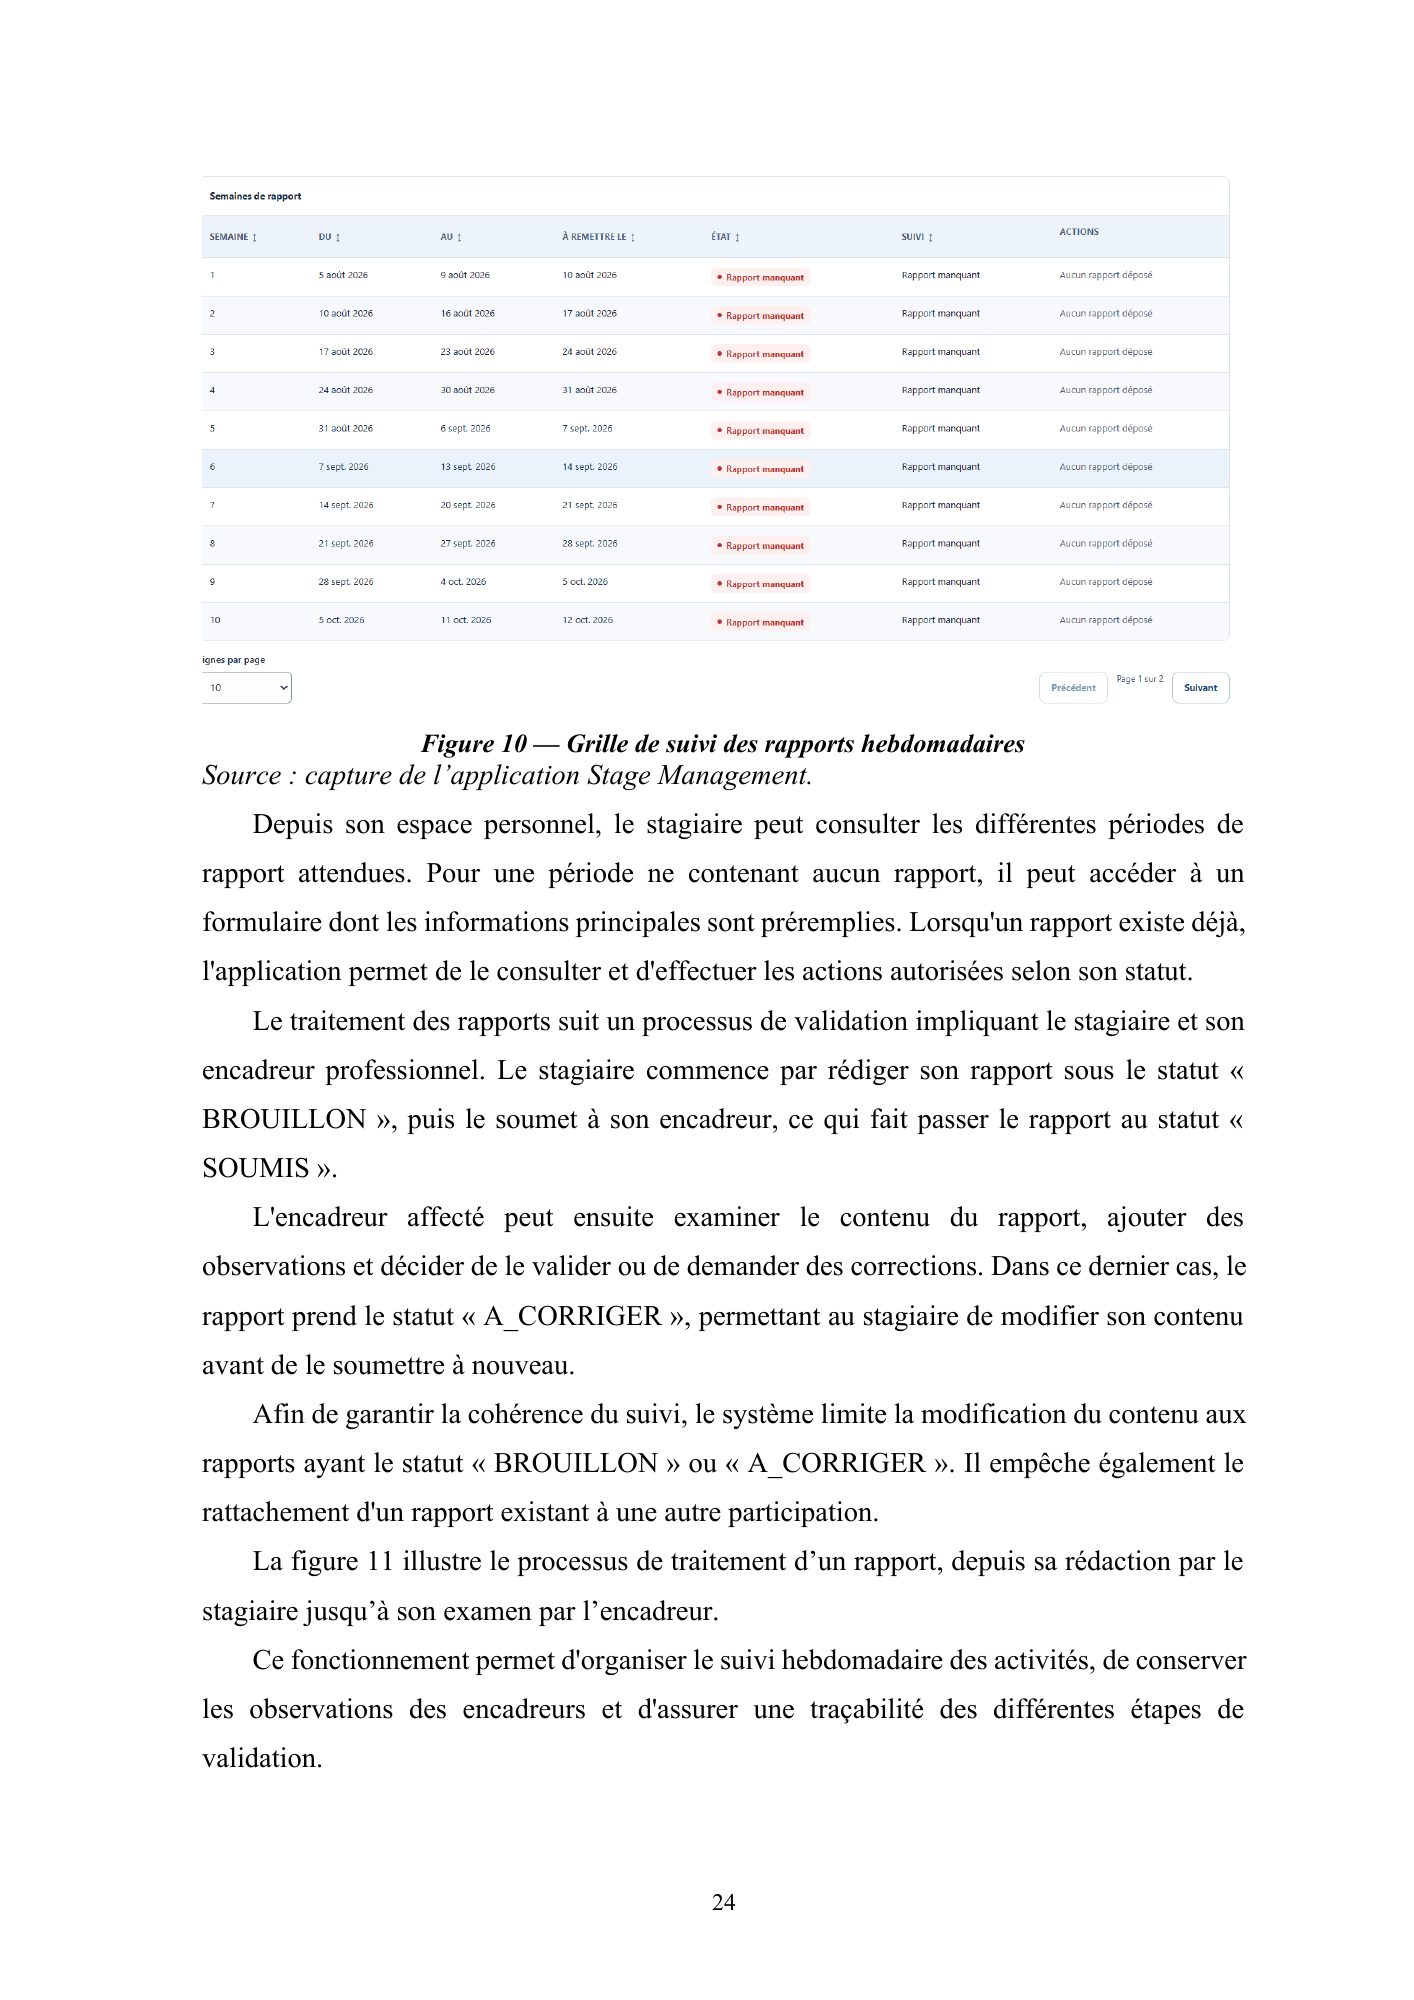 Semaines de rapport
SEMAINE ↕ DU ↕ AU ↕ À REMETTRE LE ↕ ÉTAT ↕ SUIVI ↕ ACTIONS
1 5 août 2026 9 août 2026 10 août 2026 • Rapport manquant Rapport manquant Aucun rapport déposé
2 10 août 2026 16 août 2026 17 août 2026 • Rapport manquant Rapport manquant Aucun rapport déposé
3 17 août 2026 23 août 2026 24 août 2026 • Rapport manquant Rapport manquant Aucun rapport déposé
4 24 août 2026 30 août 2026 31 août 2026 • Rapport manquant Rapport manquant Aucun rapport déposé
5 31 août 2026 6 sept. 2026 7 sept. 2026 • Rapport manquant Rapport manquant Aucun rapport déposé
6 7 sept. 2026 13 sept. 2026 14 sept. 2026 • Rapport manquant Rapport manquant Aucun rapport déposé
7 14 sept. 2026 20 sept. 2026 21 sept. 2026 • Rapport manquant Rapport manquant Aucun rapport déposé
8 21 sept. 2026 27 sept. 2026 28 sept. 2026 • Rapport manquant Rapport manquant Aucun rapport déposé
9 28 sept. 2026 4 oct. 2026 5 oct. 2026 • Rapport manquant Rapport manquant Aucun rapport déposé
10 5 oct. 2026 11 oct. 2026 12 oct. 2026 • Rapport manquant Rapport manquant Aucun rapport déposé
ignes par page
10 Précédent Page 1 sur 2 Suivant
Figure 10 — Grille de suivi des rapports hebdomadaires
Source : capture de l’application Stage Management.
Depuis son espace personnel, le stagiaire peut consulter les différentes périodes de
rapport attendues. Pour une période ne contenant aucun rapport, il peut accéder à un
formulaire dont les informations principales sont préremplies. Lorsqu'un rapport existe déjà,
l'application permet de le consulter et d'effectuer les actions autorisées selon son statut.
Le traitement des rapports suit un processus de validation impliquant le stagiaire et son
encadreur professionnel. Le stagiaire commence par rédiger son rapport sous le statut «
BROUILLON », puis le soumet à son encadreur, ce qui fait passer le rapport au statut «
SOUMIS ».
L'encadreur affecté peut ensuite examiner le contenu du rapport, ajouter des
observations et décider de le valider ou de demander des corrections. Dans ce dernier cas, le
rapport prend le statut « A_CORRIGER », permettant au stagiaire de modifier son contenu
avant de le soumettre à nouveau.
Afin de garantir la cohérence du suivi, le système limite la modification du contenu aux
rapports ayant le statut « BROUILLON » ou « A_CORRIGER ». Il empêche également le
rattachement d'un rapport existant à une autre participation.
La figure 11 illustre le processus de traitement d’un rapport, depuis sa rédaction par le
stagiaire jusqu’à son examen par l’encadreur.
Ce fonctionnement permet d'organiser le suivi hebdomadaire des activités, de conserver
les observations des encadreurs et d'assurer une traçabilité des différentes étapes de
validation.
24